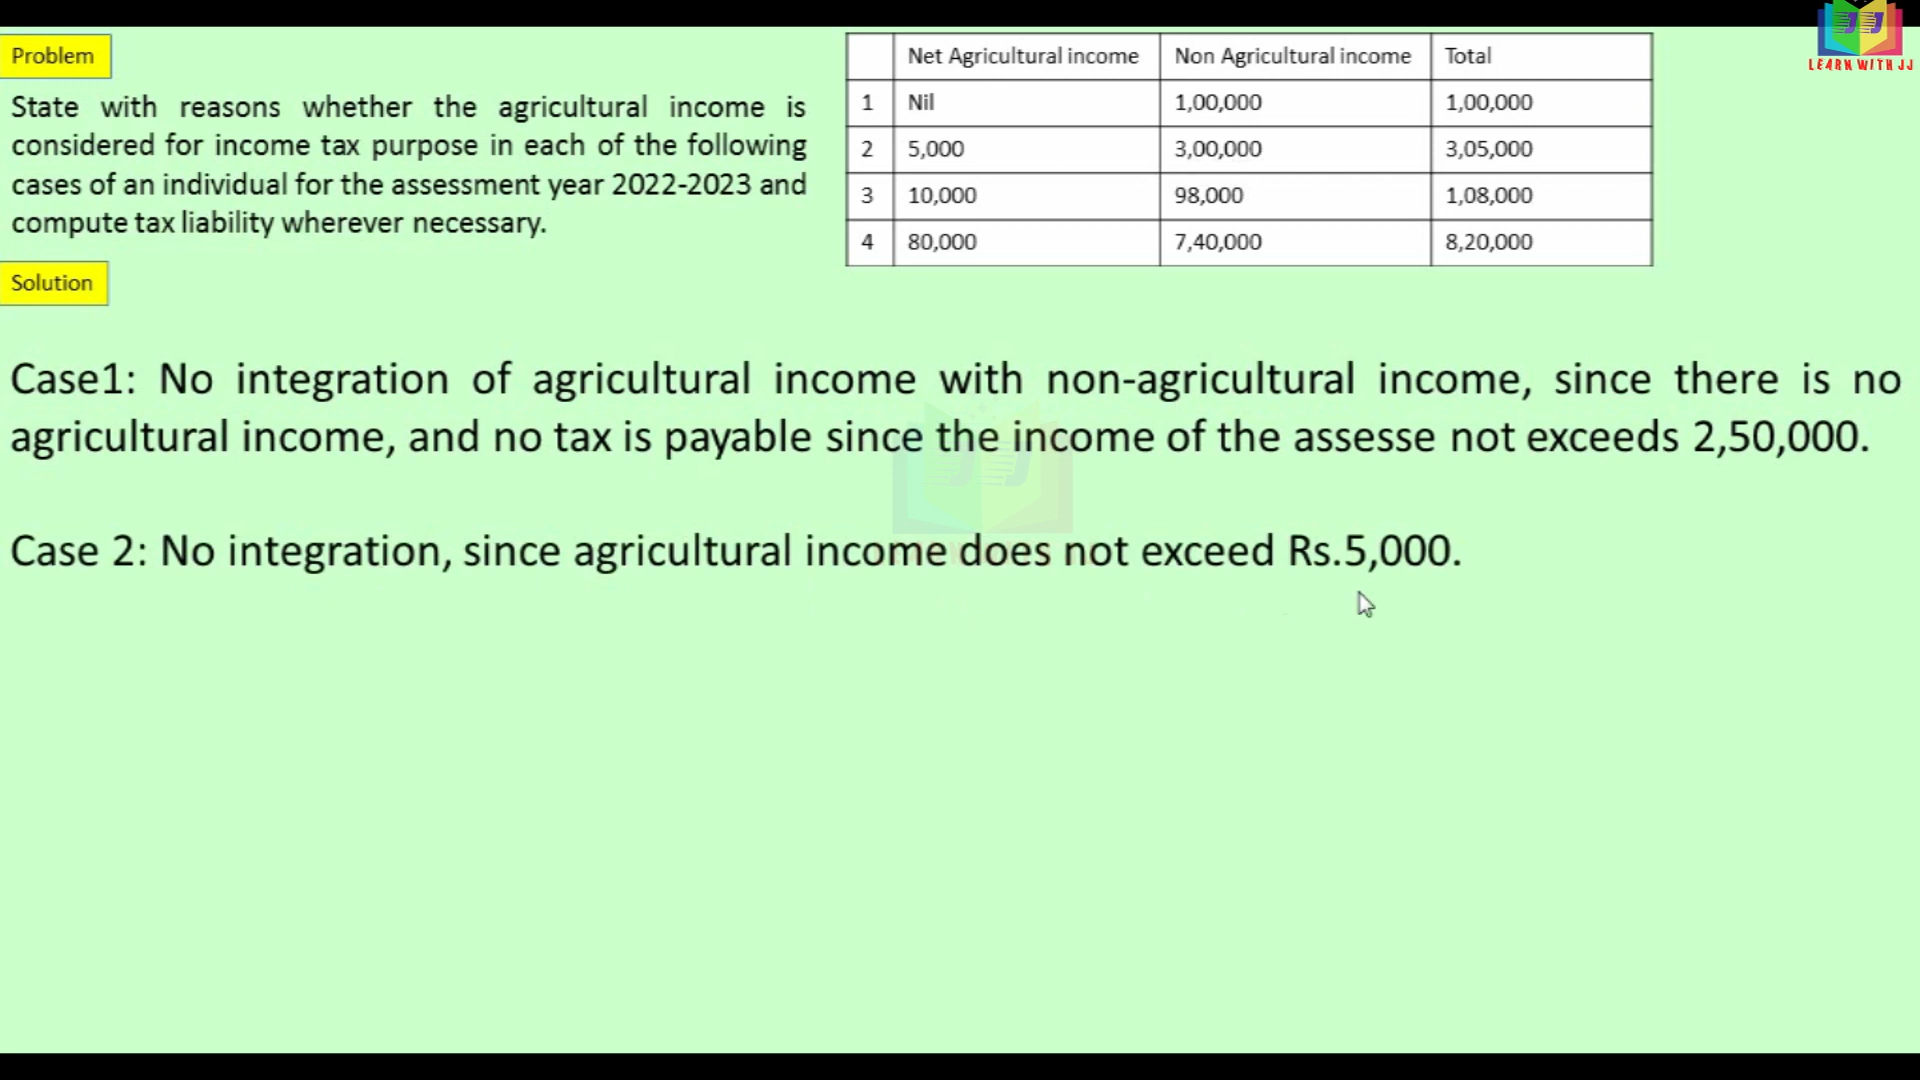 Problem
State with reasons whether the agricultural income is
considered for income tax purpose in each of the following
cases of an individual for the assessment year 2022-2023 and
compute tax liability wherever necessary.
Net Agricultural income Non Agricultural income Total
1 Nil 1,00,000 1,00,000
2 5,000 3,00,000 3,05,000
3 10,000 98,000 1,08,000
4 80,000 7,40,000 8,20,000
JJ
LEARN WITH JJ
Solution
Case1: No integration of agricultural income with non-agricultural income, since there is no
agricultural income, and no tax is payable since the income of the assesse not exceeds 2,50,000.
Case 2: No integration, since agricultural income does not exceed Rs.5,000.